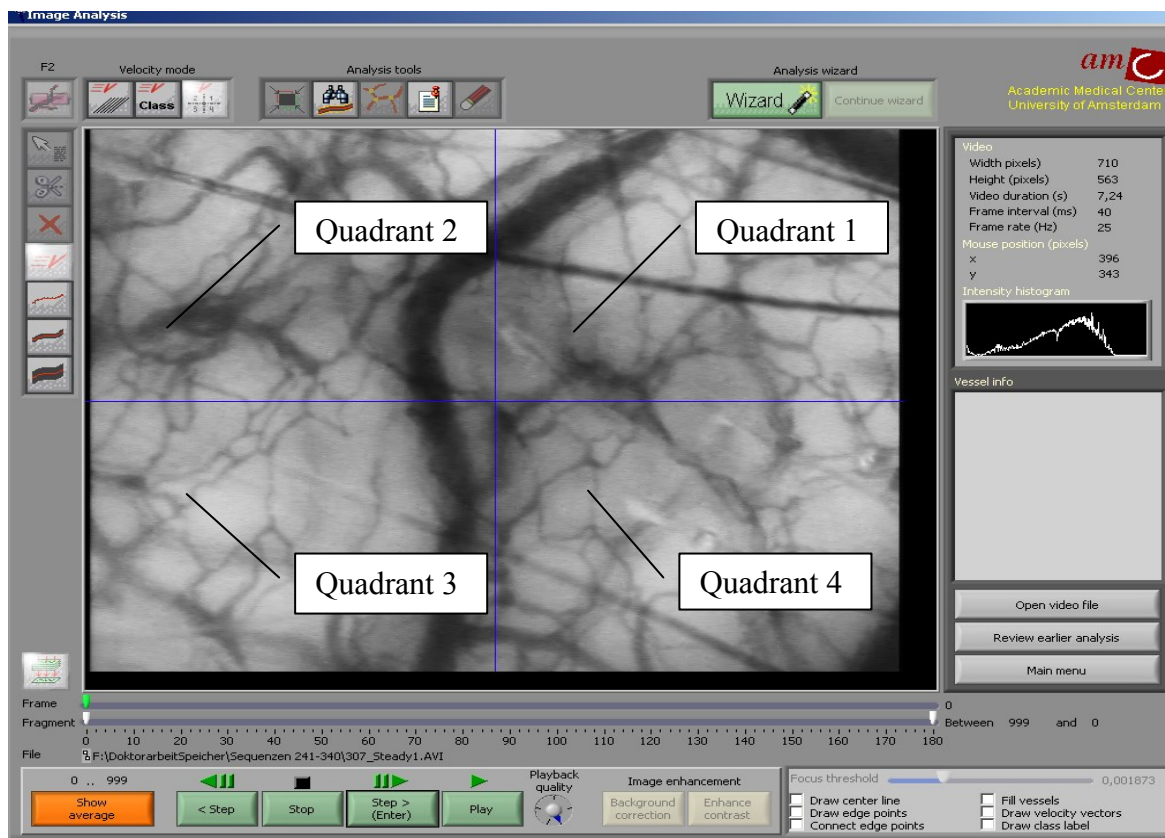 Image Analysis
F2
Velocity mode
Analysis tools
Analysis wizard
amc
Academic Medical Cente
University of Amsterdam
Class
Wizard
Continue wizard
Video
Width pixels) 710
Height (pixels) 563
Video duration (s) 7,24
Frame interval (ms) 40
Frame rate (Hz) 25
Mouse position (pixels)
x 396
y 343
Intensity histogram
Quadrant 2
Quadrant 1
Quadrant 3
Quadrant 4
Vessel info
Open video file
Review earlier analysis
Main menu
Frame 0
Fragment Between 999 and 0
0 10 20 30 40 50 60 70 80 90 100 110 120 130 140 150 160 170 180
File F:\DoktorarbeitSpeicher\Sequenzen 241-340\307_Steady1.AVI
0 .. 999
Show
average
< Step
Stop
Step >
(Enter)
Play
Playback
quality
Image enhancement
Background
correction
Enhance
contrast
Focus threshold 0,001873
Draw center line
Draw edge points
Connect edge points
Fill vessels
Draw velocity vectors
Draw class label